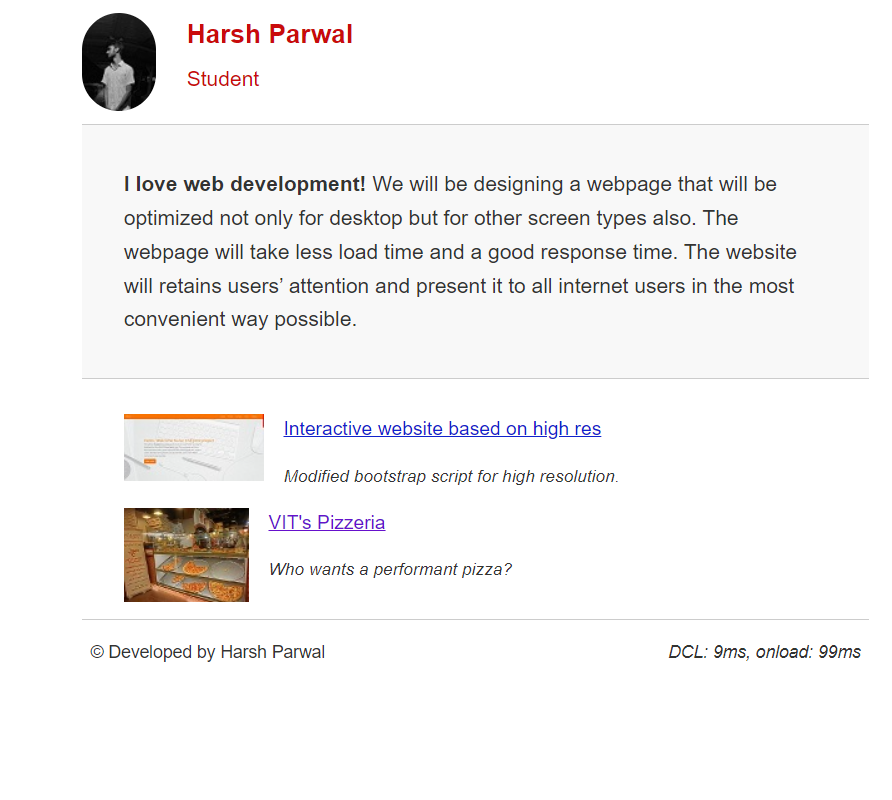 Harsh Parwal
Student
I love web development! We will be designing a webpage that will be
optimized not only for desktop but for other screen types also. The
webpage will take less load time and a good response time. The website
will retains users’ attention and present it to all internet users in the most
convenient way possible.
Interactive website based on high res
Modified bootstrap script for high resolution.
VIT's Pizzeria
Who wants a performant pizza?
© Developed by Harsh Parwal
DCL: 9ms, onload: 99ms